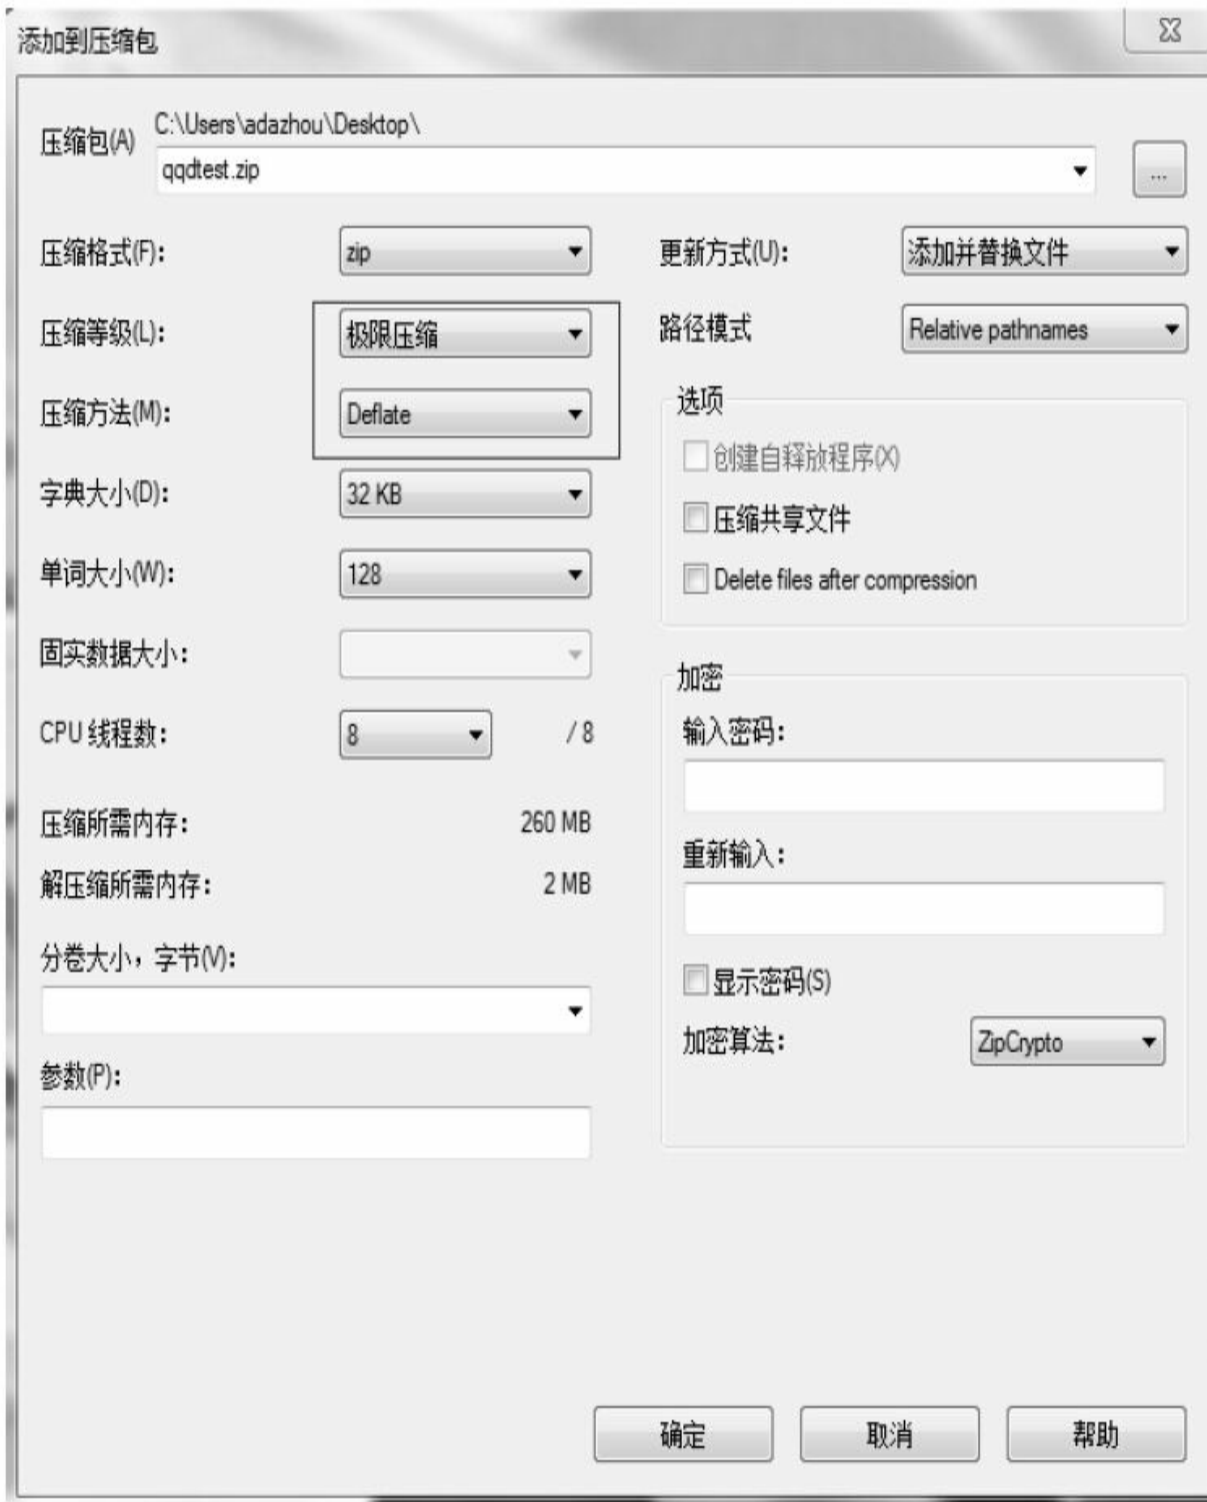 添加到压缩包
压缩包(A)
C:\Users\adazhou\Desktop\
qqdtest.zip
...
压缩格式(F):
zip
压缩等级(L):
极限压缩
压缩方法(M):
Deflate
字典大小(D):
32 KB
单词大小(W):
128
固实数据大小:
CPU 线程数:
8
/ 8
压缩所需内存:
260 MB
解压缩所需内存:
2 MB
分卷大小，字节(V):
参数(P):
更新方式(U):
添加并替换文件
路径模式
Relative pathnames
选项
创建自释放程序(X)
压缩共享文件
Delete files after compression
加密
输入密码:
重新输入:
显示密码(S)
加密算法:
ZipCrypto
确定
取消
帮助